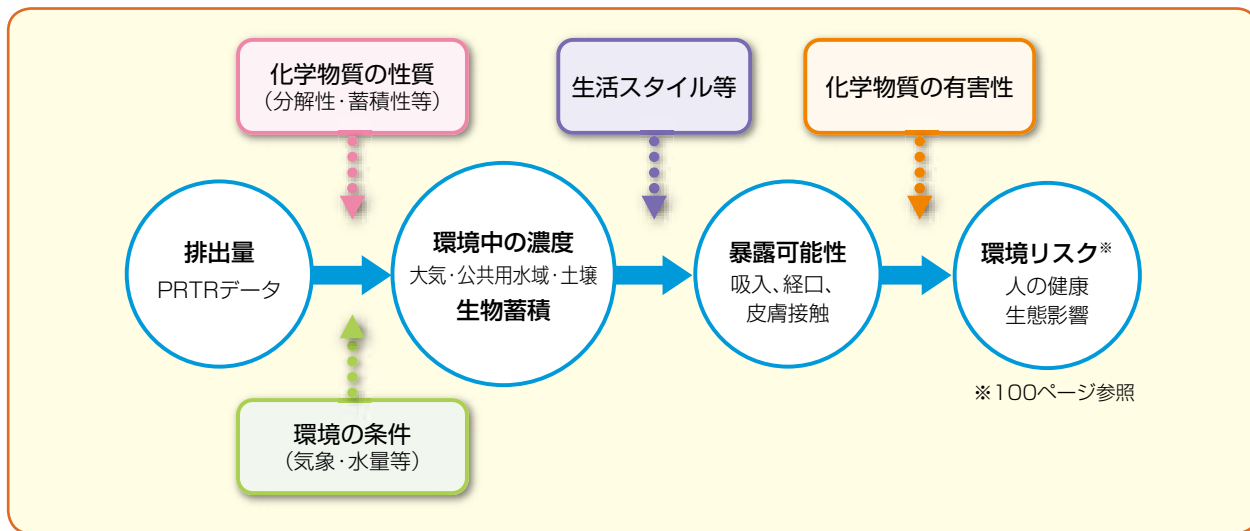 化学物質の性質
(分解性・蓄積性等)
生活スタイル等
化学物質の有害性
排出量
PRTRデータ
環境中の濃度
大気・公共用水域・土壌
生物蓄積
暴露可能性
吸入、経口、
皮膚接触
環境リスク※
人の健康
生態影響
※100ページ参照
環境の条件
(気象・水量等)